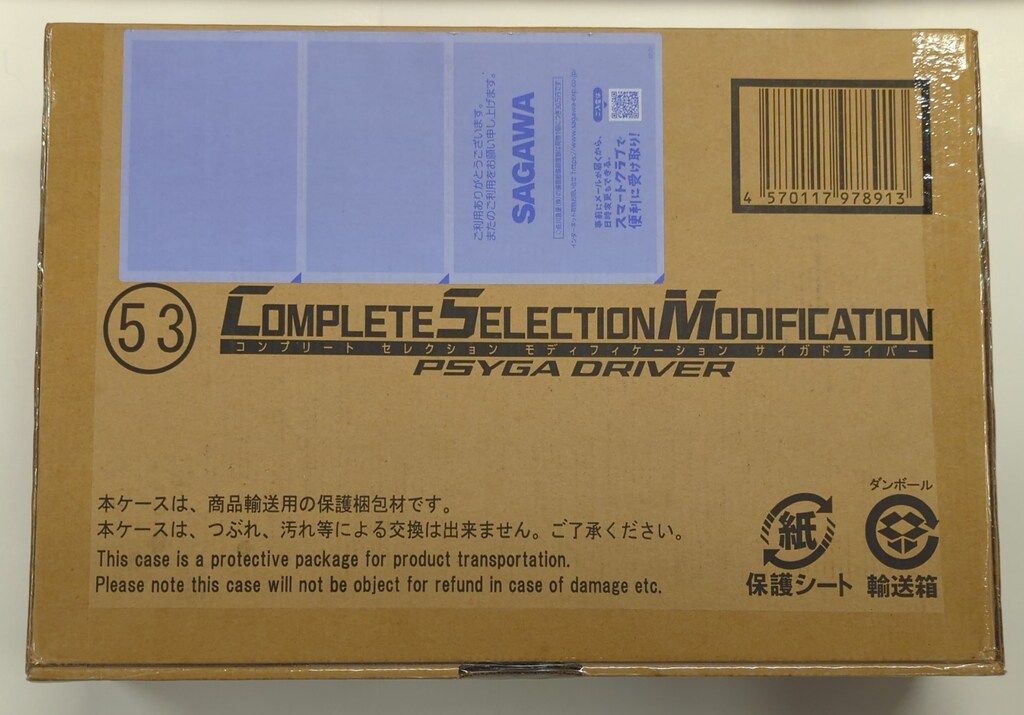 ご利用ありがとうございます。
またのご利用をお願い申し上げます。
SAGAWA
事前にメールが届くから、
日時変更もできる。
スマートクラブで
便利に受け取り!
4 570117 978913
53
COMPLETE SELECTION MODIFICATION
コンプリート セレクション モディフィケーション サイガドライバー
PSYGA DRIVER
本ケースは、商品輸送用の保護梱包材です。
本ケースは、つぶれ、汚れ等による交換は出来ません。ご了承ください。
This case is a protective package for product transportation.
Please note this case will not be object for refund in case of damage etc.
紙
保護シート
ダンボール
輸送箱